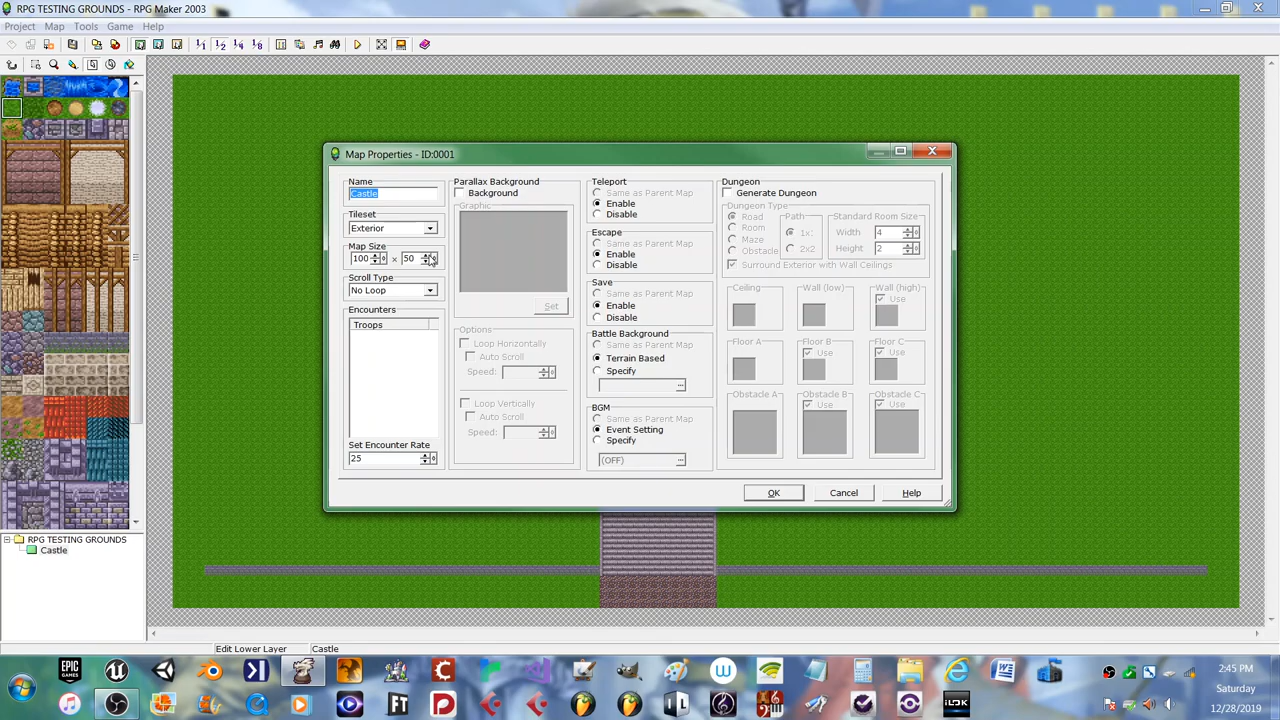 RPG TESTING GROUNDS - RPG Maker 2003
Project Map Tools Game Help
Map Properties - ID:0001
Name
Castle
Tileset
Exterior
Map Size
100 × 50
Scroll Type
No Loop
Encounters
Troops
Set Encounter Rate
25
Parallax Background
Background
Graphic
Set
Options
Loop Horizontally
Auto Scroll
Speed:
Loop Vertically
Auto Scroll
Speed:
Teleport
Same as Parent Map
Enable
Disable
Escape
Same as Parent Map
Enable
Disable
Save
Same as Parent Map
Enable
Disable
Battle Background
Same as Parent Map
Terrain Based
Specify
...
BGM
Same as Parent Map
Event Setting
Specify
(OFF) ...
Dungeon
Generate Dungeon
Dungeon Type
Road
Room
Maze
Obstacle
Path
1x1
2x2
Standard Room Size
Width 4
Height 2
Surround Exterior with Wall Ceilings
Ceiling
Wall (low)
Wall (high)
Use
Floor A
Floor B
Use
Floor C
Use
Obstacle A
Obstacle B
Use
Obstacle C
Use
OK
Cancel
Help
RPG TESTING GROUNDS
Castle
Edit Lower Layer
Castle
EPIC
GAMES
FT
2:45 PM
Saturday
12/28/2019
iLOK